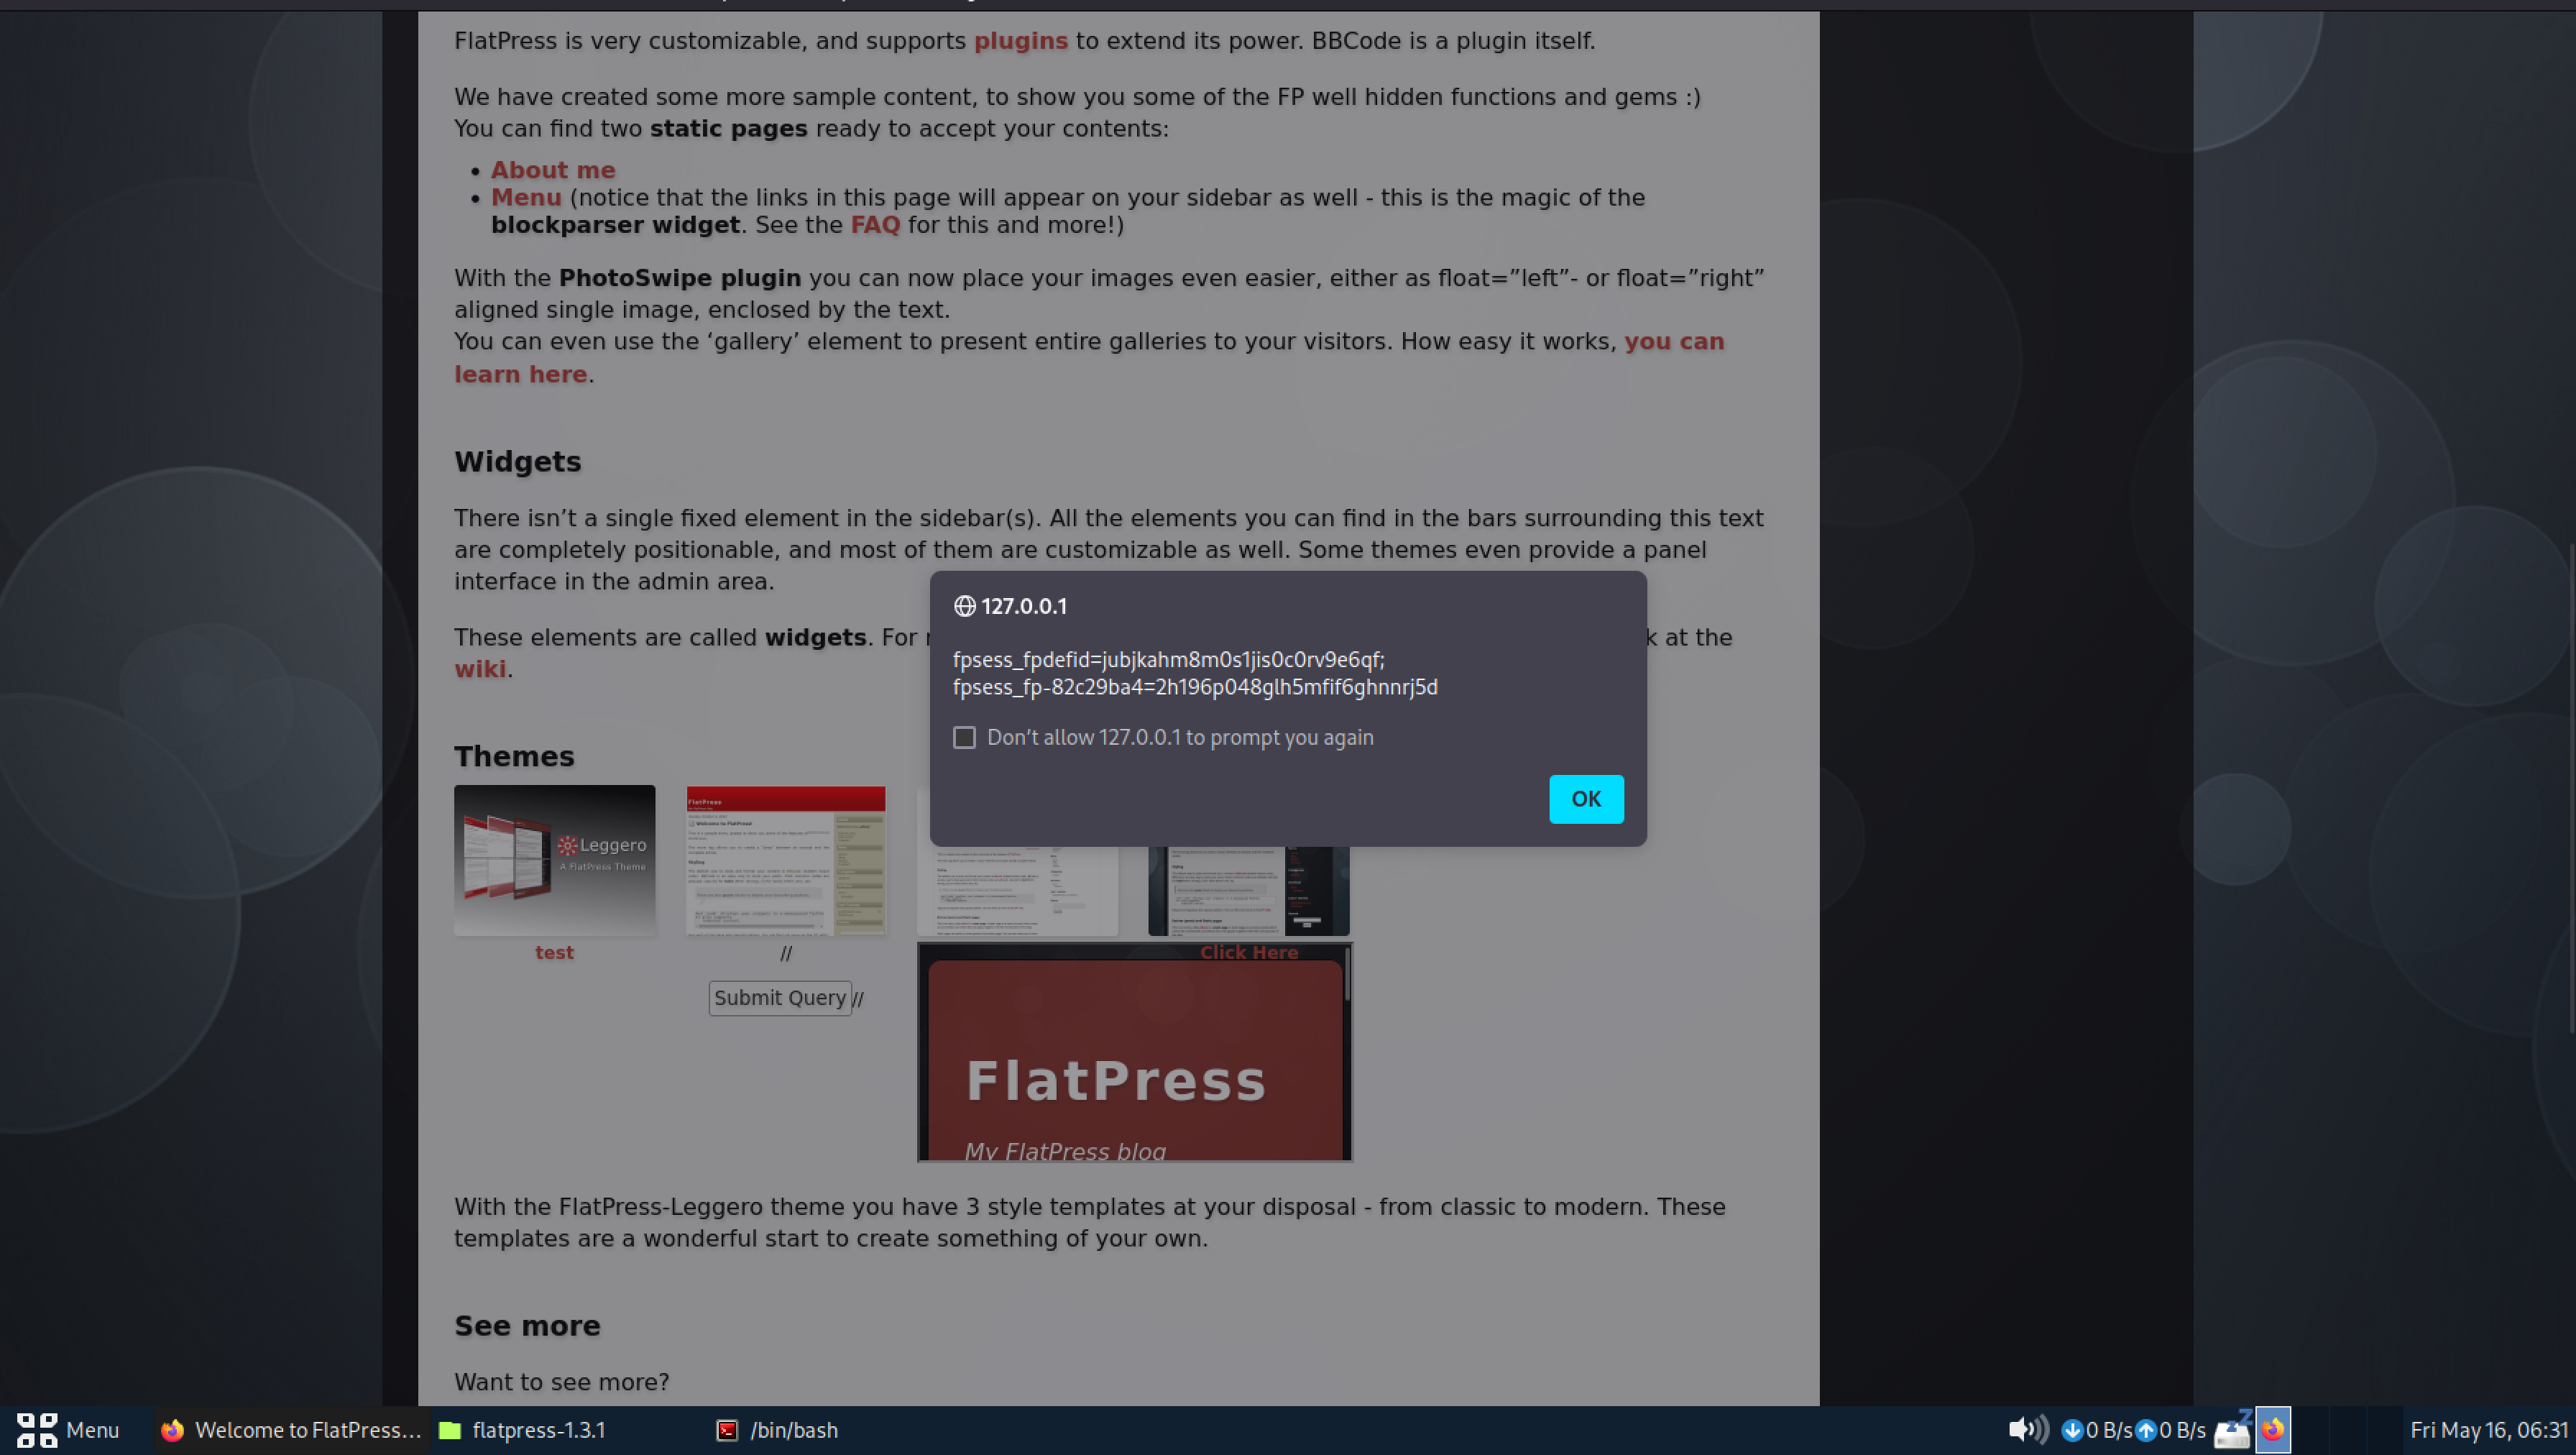 FlatPress is very customizable, and supports plugins to extend its power. BBCode is a plugin itself.
We have created some more sample content, to show you some of the FP well hidden functions and gems :)
You can find two static pages ready to accept your contents:
• About me
• Menu (notice that the links in this page will appear on your sidebar as well - this is the magic of the
blockparser widget. See the FAQ for this and more!)
With the PhotoSwipe plugin you can now place your images even easier, either as float=”left”- or float=”right”
aligned single image, enclosed by the text.
You can even use the ‘gallery’ element to present entire galleries to your visitors. How easy it works, you can
learn here.
Widgets
There isn’t a single fixed element in the sidebar(s). All the elements you can find in the bars surrounding this text
are completely positionable, and most of them are customizable as well. Some themes even provide a panel
interface in the admin area.
These elements are called widgets. For
at the
wiki.
127.0.0.1
fpsess_fpdefid=jubjkahm8m0s1jis0c0rv9e6qf;
fpsess_fp-82c29ba4=2h196p048glh5mfif6ghnnrj5d
Don’t allow 127.0.0.1 to prompt you again
OK
Themes
Leggero
A FlatPress Theme
FlatPress
Welcome to FlatPress!
test
//
Click Here
Submit Query //
FlatPress
My FlatPress blog
With the FlatPress-Leggero theme you have 3 style templates at your disposal - from classic to modern. These
templates are a wonderful start to create something of your own.
See more
Want to see more?
Menu
Welcome to FlatPress...
flatpress-1.3.1
/bin/bash
0 B/s 0 B/s
Fri May 16, 06:31